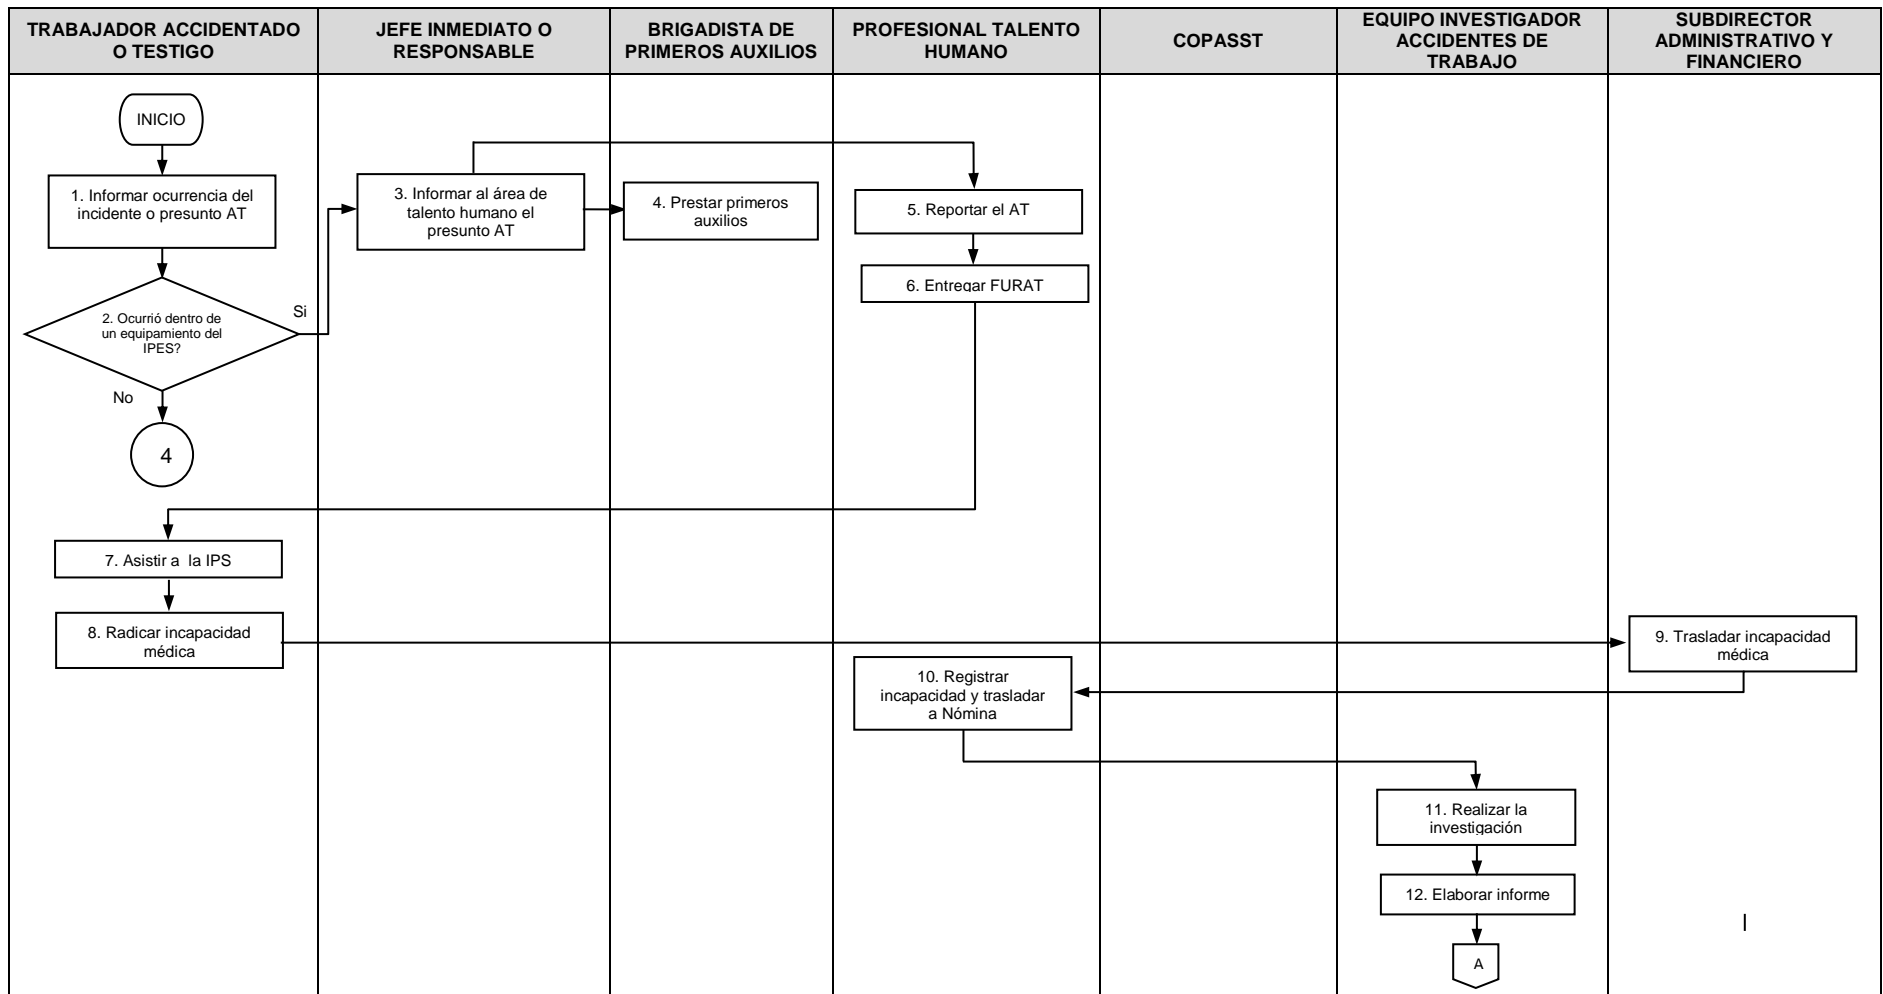 TRABAJADOR ACCIDENTADO
O TESTIGO
JEFE INMEDIATO O
RESPONSABLE
BRIGADISTA DE
PRIMEROS AUXILIOS
PROFESIONAL TALENTO
HUMANO
COPASST
EQUIPO INVESTIGADOR
ACCIDENTES DE
TRABAJO
SUBDIRECTOR
ADMINISTRATIVO Y
FINANCIERO
INICIO
1. Informar ocurrencia del
incidente o presunto AT
2. Ocurrió dentro de
un equipamiento del
IPES?
Si
No
4
3. Informar al área de
talento humano el
presunto AT
4. Prestar primeros
auxilios
5. Reportar el AT
6. Entregar FURAT
7. Asistir a la IPS
8. Radicar incapacidad
médica
9. Trasladar incapacidad
médica
10. Registrar
incapacidad y trasladar
a Nómina
11. Realizar la
investigación
12. Elaborar informe
A